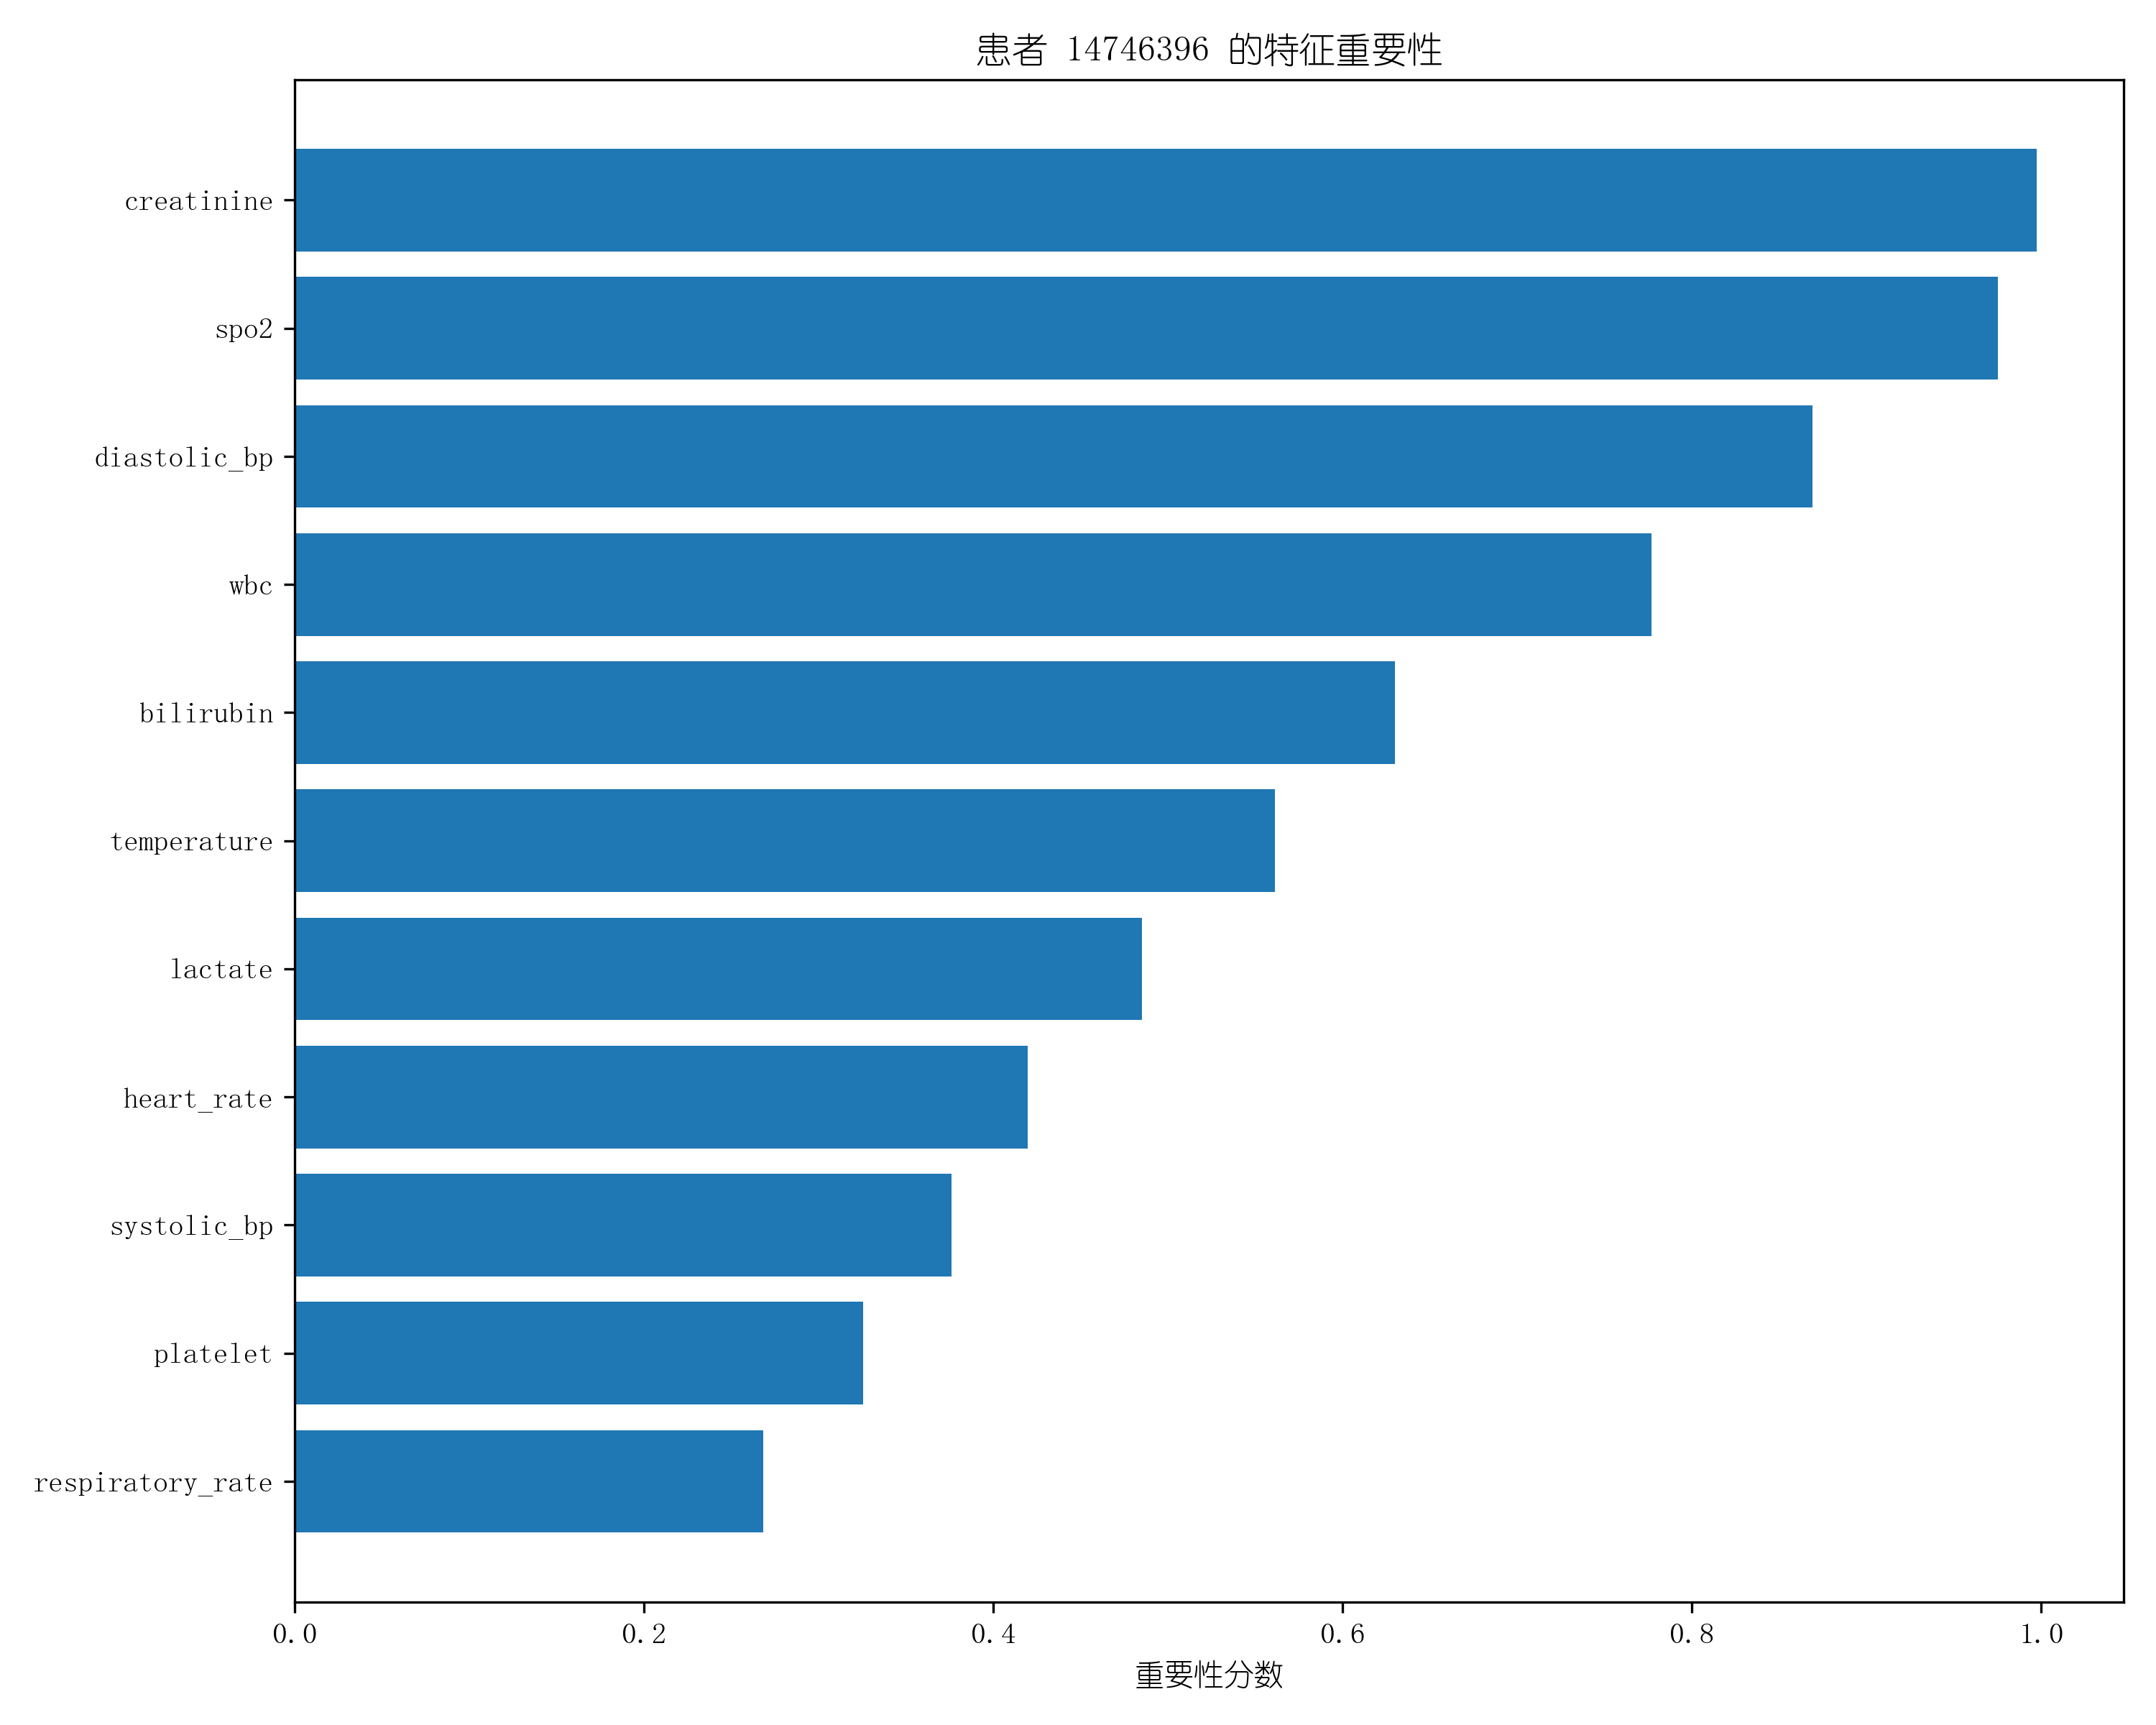 患者 14746396 的特征重要性
creatinine
spo2
diastolic_bp
wbc
bilirubin
temperature
lactate
heart_rate
systolic_bp
platelet
respiratory_rate
0.0 0.2 0.4 0.6 0.8 1.0
重要性分数